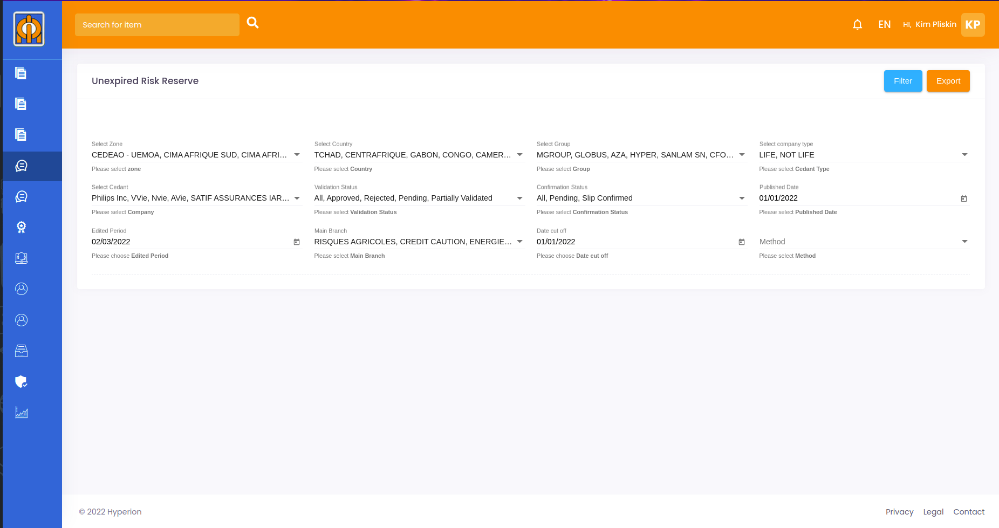 Search for item
EN
Hi, Kim Pliskin
KP
Unexpired Risk Reserve
Filter
Export
Select Zone
CEDEAO - UEMOA, CIMA AFRIQUE SUD, CIMA AFRI...
Please select zone
Select Country
TCHAD, CENTRAFRIQUE, GABON, CONGO, CAMER...
Please select Country
Select Group
MGROUP, GLOBUS, AZA, HYPER, SANLAM SN, CFO...
Please select Group
Select company type
LIFE, NOT LIFE
Please select Cedant Type
Select Cedant
Philips Inc, VVie, Nvie, AVie, SATIF ASSURANCES IAR...
Please select Company
Validation Status
All, Approved, Rejected, Pending, Partially Validated
Please select Validation Status
Confirmation Status
All, Pending, Slip Confirmed
Please select Confirmation Status
Published Date
01/01/2022
Please select Published Date
Edited Period
02/03/2022
Please choose Edited Period
Main Branch
RISQUES AGRICOLES, CREDIT CAUTION, ENERGIE...
Please select Main Branch
Date cut off
01/01/2022
Please choose Date cut off
Method
Please select Method
© 2022 Hyperion
Privacy
Legal
Contact